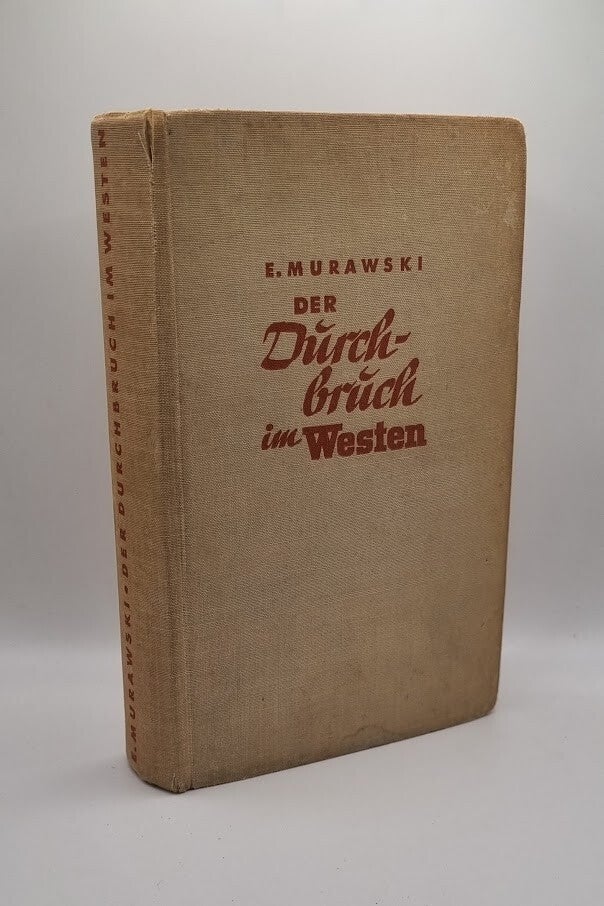 E. MURAWSKI
DER
Durch-
bruch
im Westen
E. MURAWSKI • DER DURCHBRUCH IM WESTEN